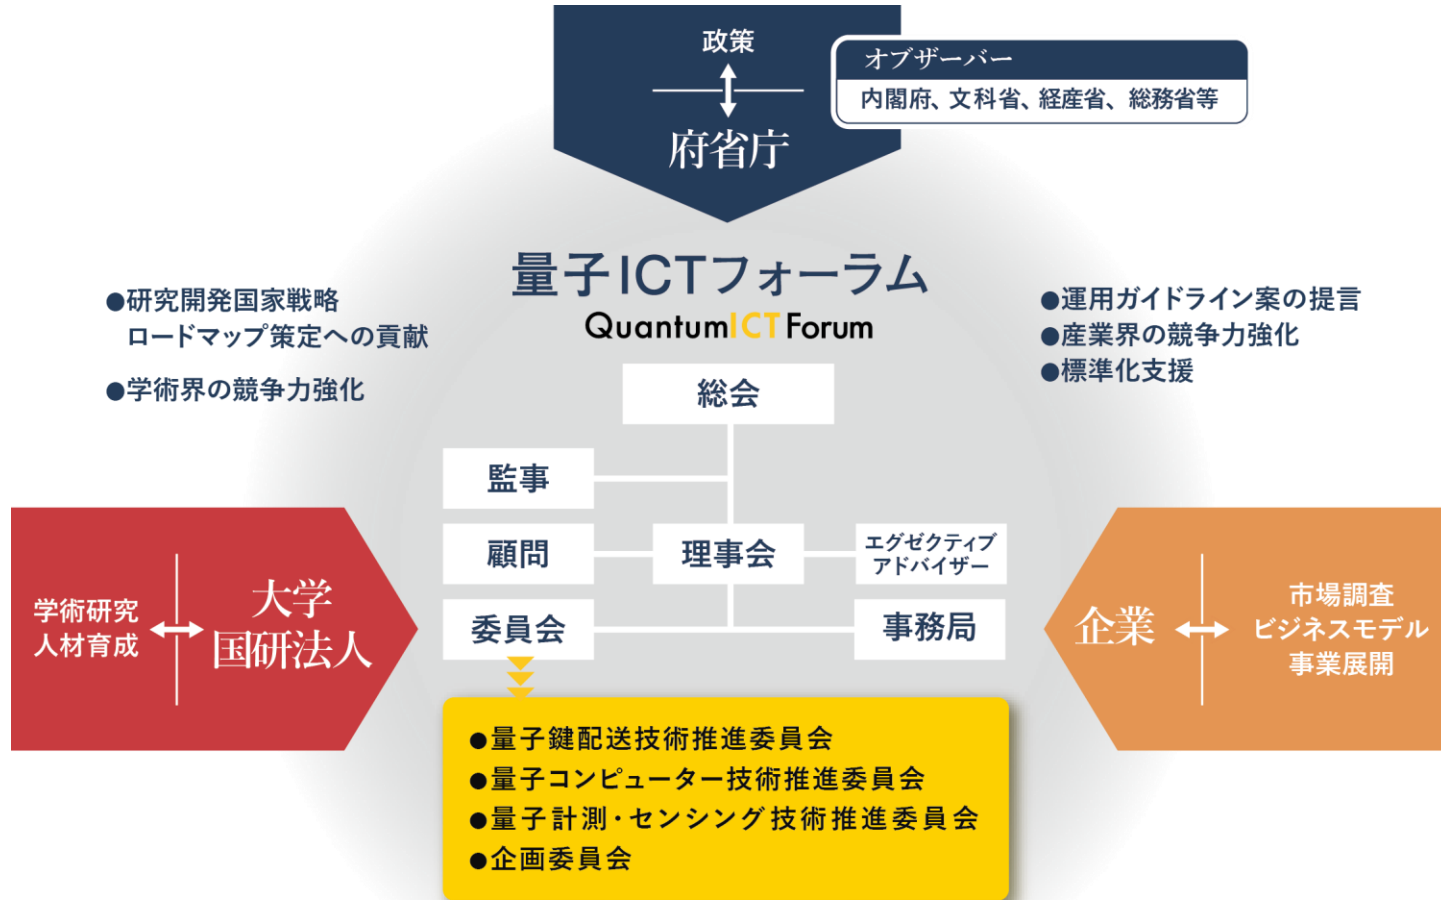 政策
府省庁
オブザーバー
内閣府、文科省、経産省、総務省等
量子ICTフォーラム
QuantumICT Forum
●研究開発国家戦略
ロードマップ策定への貢献
●学術界の競争力強化
●運用ガイドライン案の提言
●産業界の競争力強化
●標準化支援
総会
監事
顧問
理事会
エグゼクティブ
アドバイザー
委員会
事務局
学術研究
人材育成
大学
国研法人
企業
市場調査
ビジネスモデル
事業展開
●量子鍵配送技術推進委員会
●量子コンピューター技術推進委員会
●量子計測・センシング技術推進委員会
●企画委員会